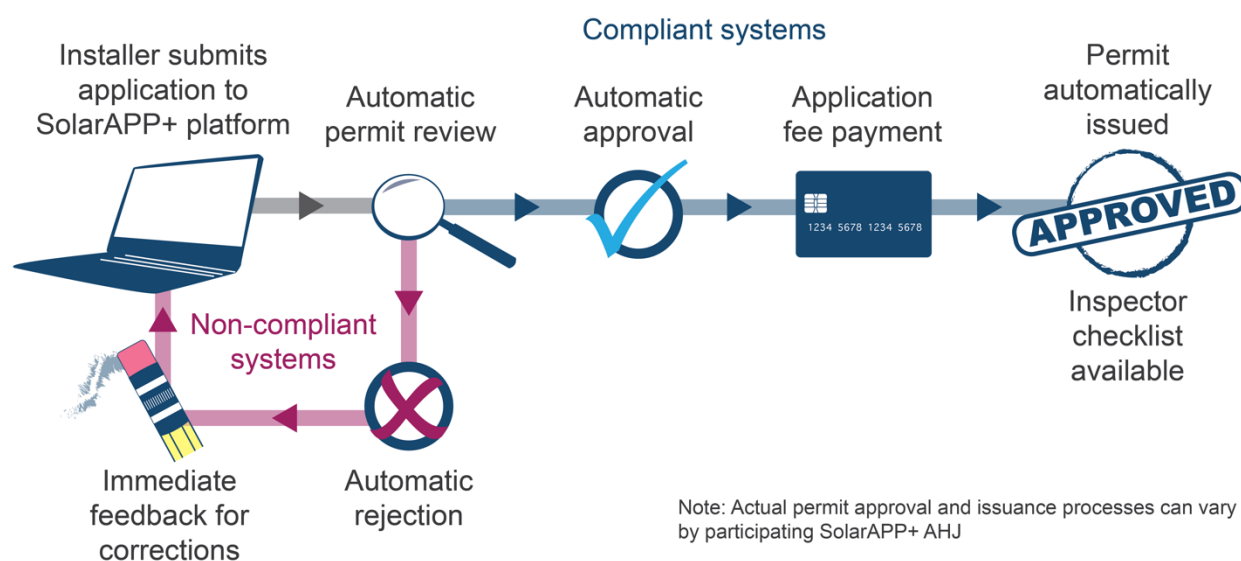 Compliant systems
Installer submits
application to
SolarAPP+ platform
Automatic
permit review
Automatic
approval
Application
fee payment
Permit
automatically
issued
1234 5678 1234 5678
APPROVED
Non-compliant
systems
Inspector
checklist
available
Immediate
feedback for
corrections
Automatic
rejection
Note: Actual permit approval and issuance processes can vary
by participating SolarAPP+ AHJ